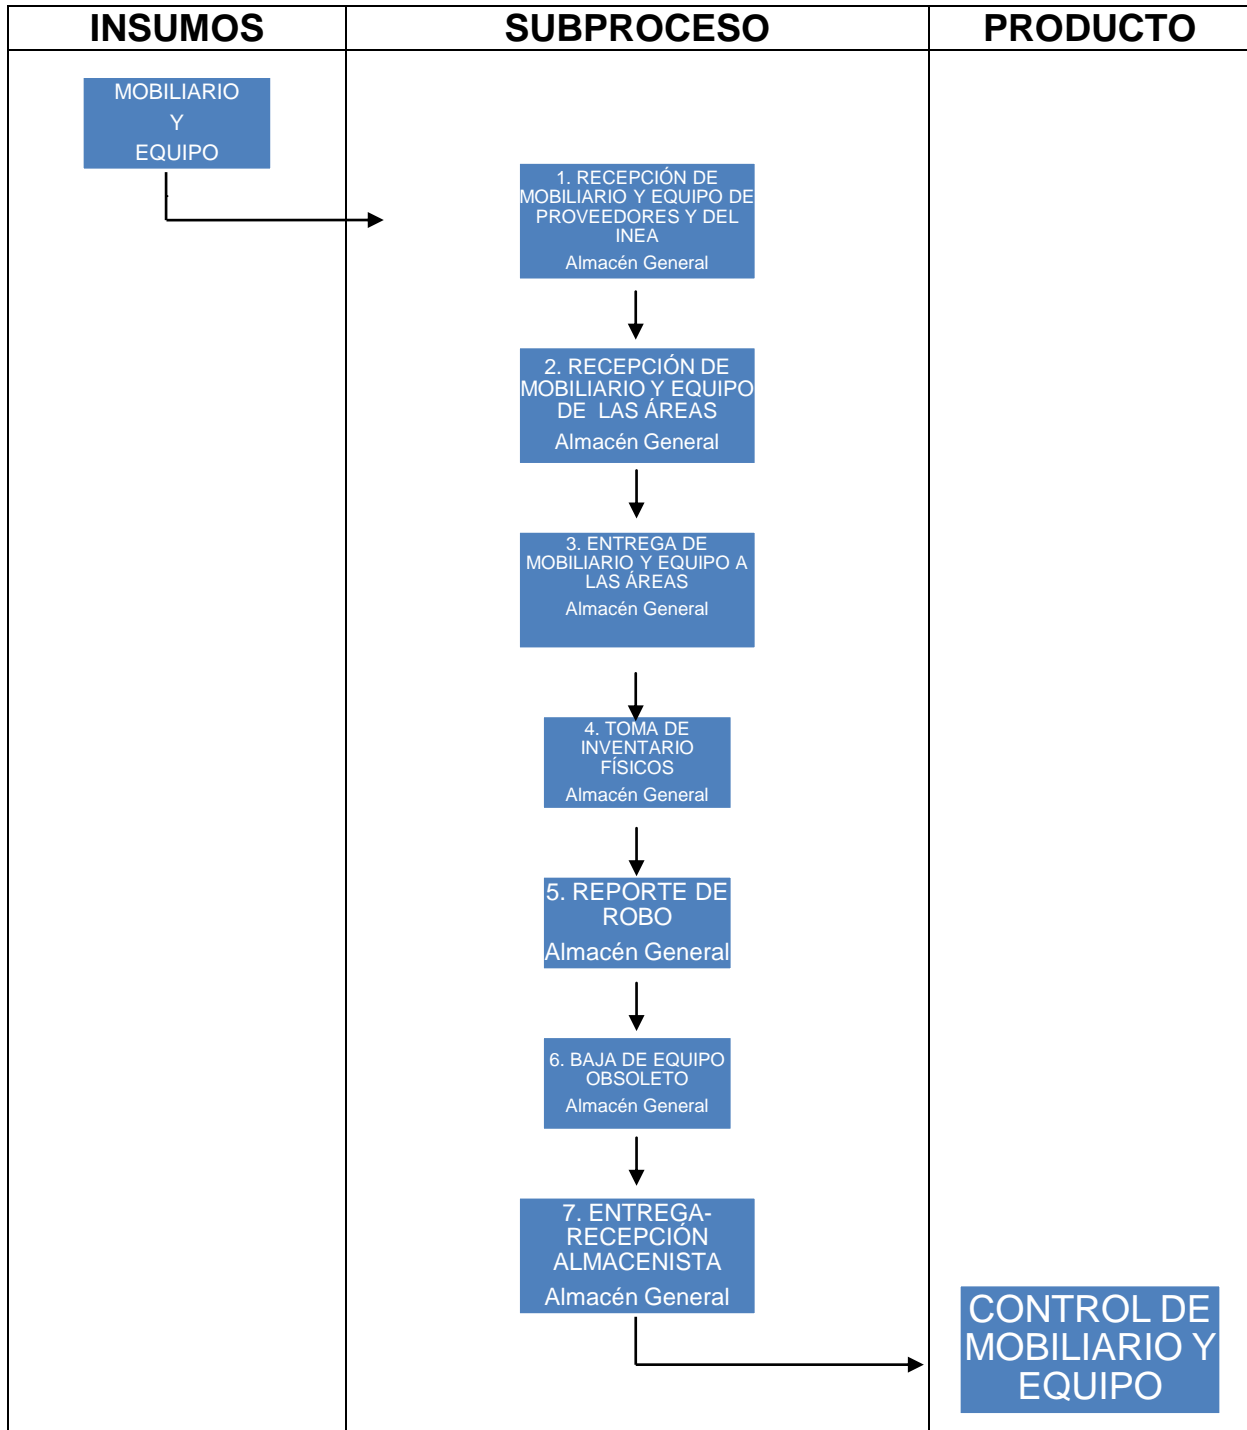 INSUMOS
SUBPROCESO
PRODUCTO
MOBILIARIO
Y
EQUIPO
1. RECEPCIÓN DE
MOBILIARIO Y EQUIPO DE
PROVEEDORES Y DEL
INEA
Almacén General
2. RECEPCIÓN DE
MOBILIARIO Y EQUIPO
DE LAS ÁREAS
Almacén General
3. ENTREGA DE
MOBILIARIO Y EQUIPO A
LAS ÁREAS
Almacén General
4. TOMA DE
INVENTARIO
FÍSICOS
Almacén General
5. REPORTE DE
ROBO
Almacén General
6. BAJA DE EQUIPO
OBSOLETO
Almacén General
7. ENTREGA-
RECEPCIÓN
ALMACENISTA
Almacén General
CONTROL DE
MOBILIARIO Y
EQUIPO